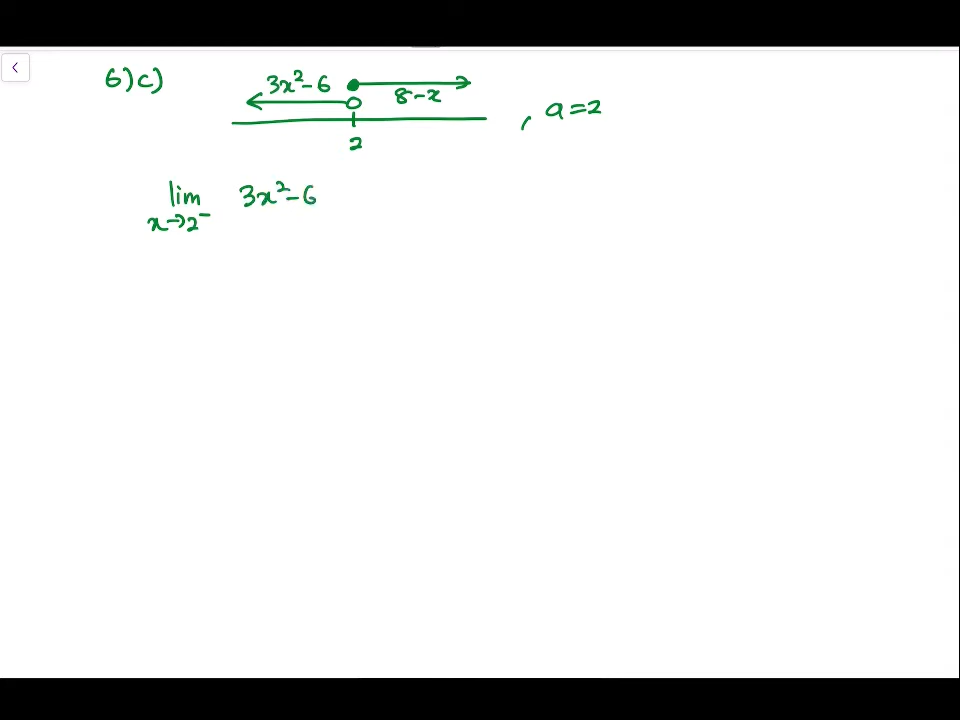 6)c) 3x²-6 8-x , a=2
2
lim 3x²-6
x→2⁻